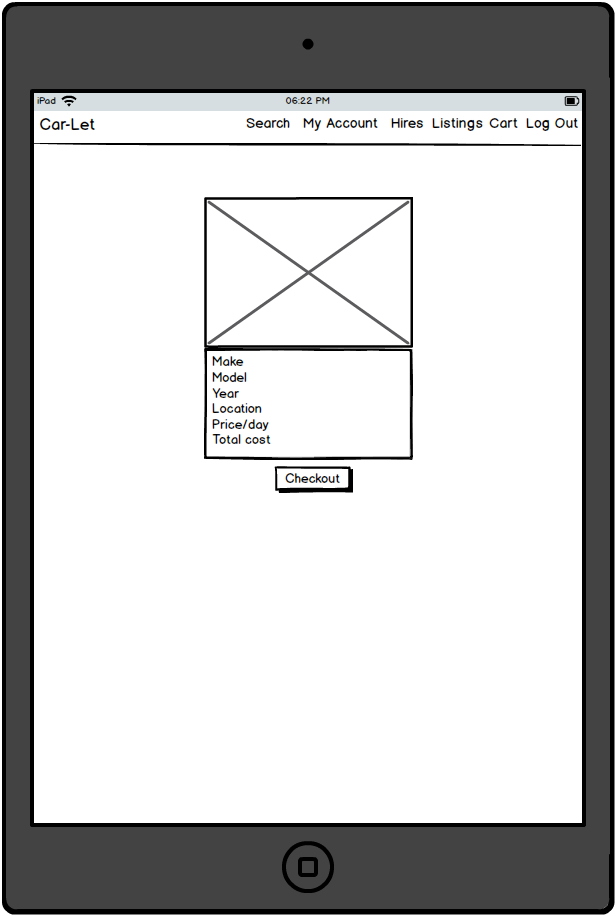 iPad 06:22 PM
Car-Let Search My Account Hires Listings Cart Log Out
Make
Model
Year
Location
Price/day
Total cost
Checkout